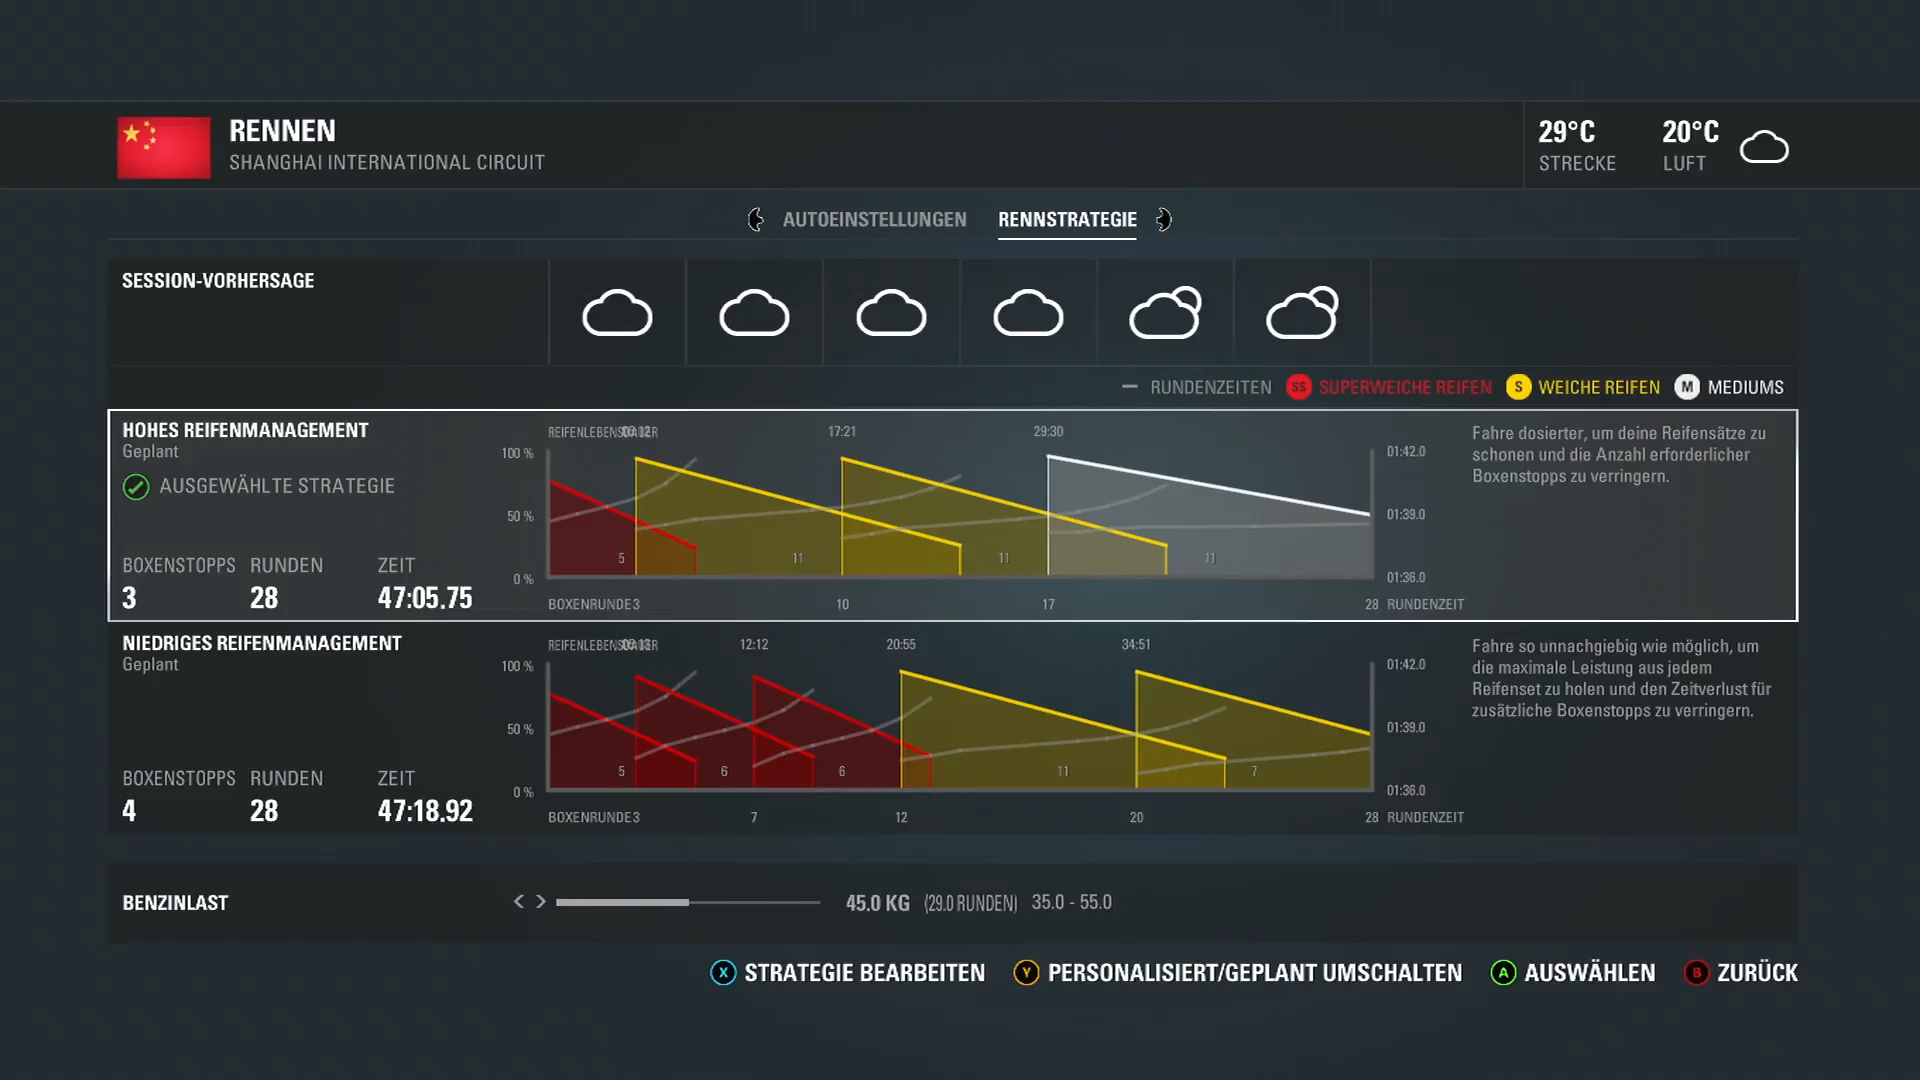 RENNEN
SHANGHAI INTERNATIONAL CIRCUIT
29°C
STRECKE
20°C
LUFT
AUTOEINSTELLUNGEN
RENNSTRATEGIE
SESSION-VORHERSAGE
RUNDENZEITEN
SS SUPERWEICHE REIFEN
S WEICHE REIFEN
M MEDIUMS
HOHES REIFENMANAGEMENT
Geplant
AUSGEWÄHLTE STRATEGIE
BOXENSTOPPS RUNDEN ZEIT
3 28 47:05.75
REIFENLEBENSDAUER 17:21 29:30
100 %
50 %
0 %
5 11 11 11
01:42.0
01:39.0
01:36.0
BOXENRUNDE 3 10 17 28 RUNDENZEIT
Fahre dosierter, um deine Reifensätze zu
schonen und die Anzahl erforderlicher
Boxenstopps zu verringern.
NIEDRIGES REIFENMANAGEMENT
Geplant
BOXENSTOPPS RUNDEN ZEIT
4 28 47:18.92
REIFENLEBENSDAUER 12:12 20:55 34:51
100 %
50 %
0 %
5 6 6 11 7
01:42.0
01:39.0
01:36.0
BOXENRUNDE 3 7 12 20 28 RUNDENZEIT
Fahre so unnachgiebig wie möglich, um
die maximale Leistung aus jedem
Reifenset zu holen und den Zeitverlust für
zusätzliche Boxenstopps zu verringern.
BENZINLAST
< > 45.0 KG (29.0 RUNDEN) 35.0 - 55.0
X STRATEGIE BEARBEITEN
Y PERSONALISIERT/GEPLANT UMSCHALTEN
A AUSWÄHLEN
B ZURÜCK